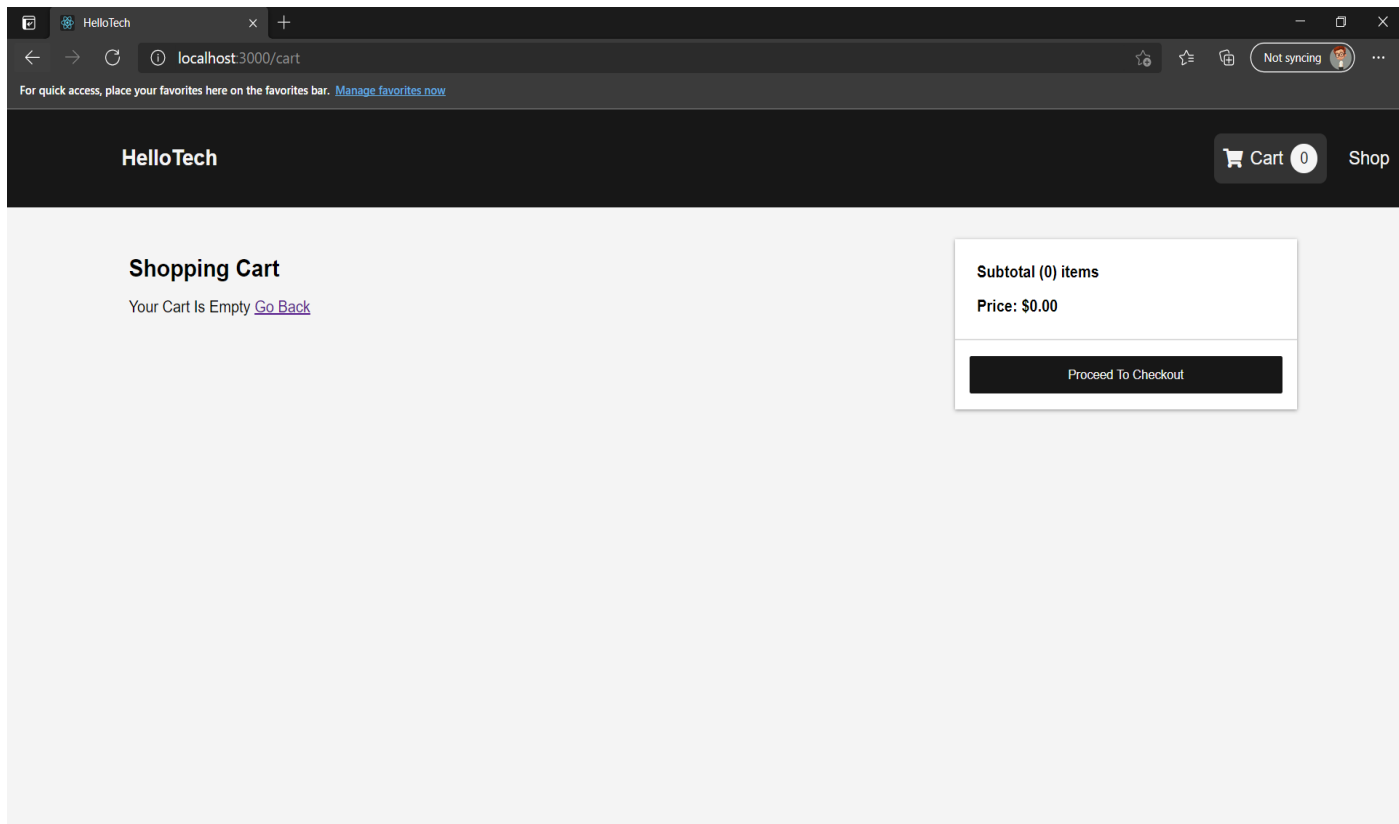 HelloTech
localhost:3000/cart
Not syncing
For quick access, place your favorites here on the favorites bar. Manage favorites now
HelloTech
Cart 0 Shop
Shopping Cart
Your Cart Is Empty Go Back
Subtotal (0) items
Price: $0.00
Proceed To Checkout